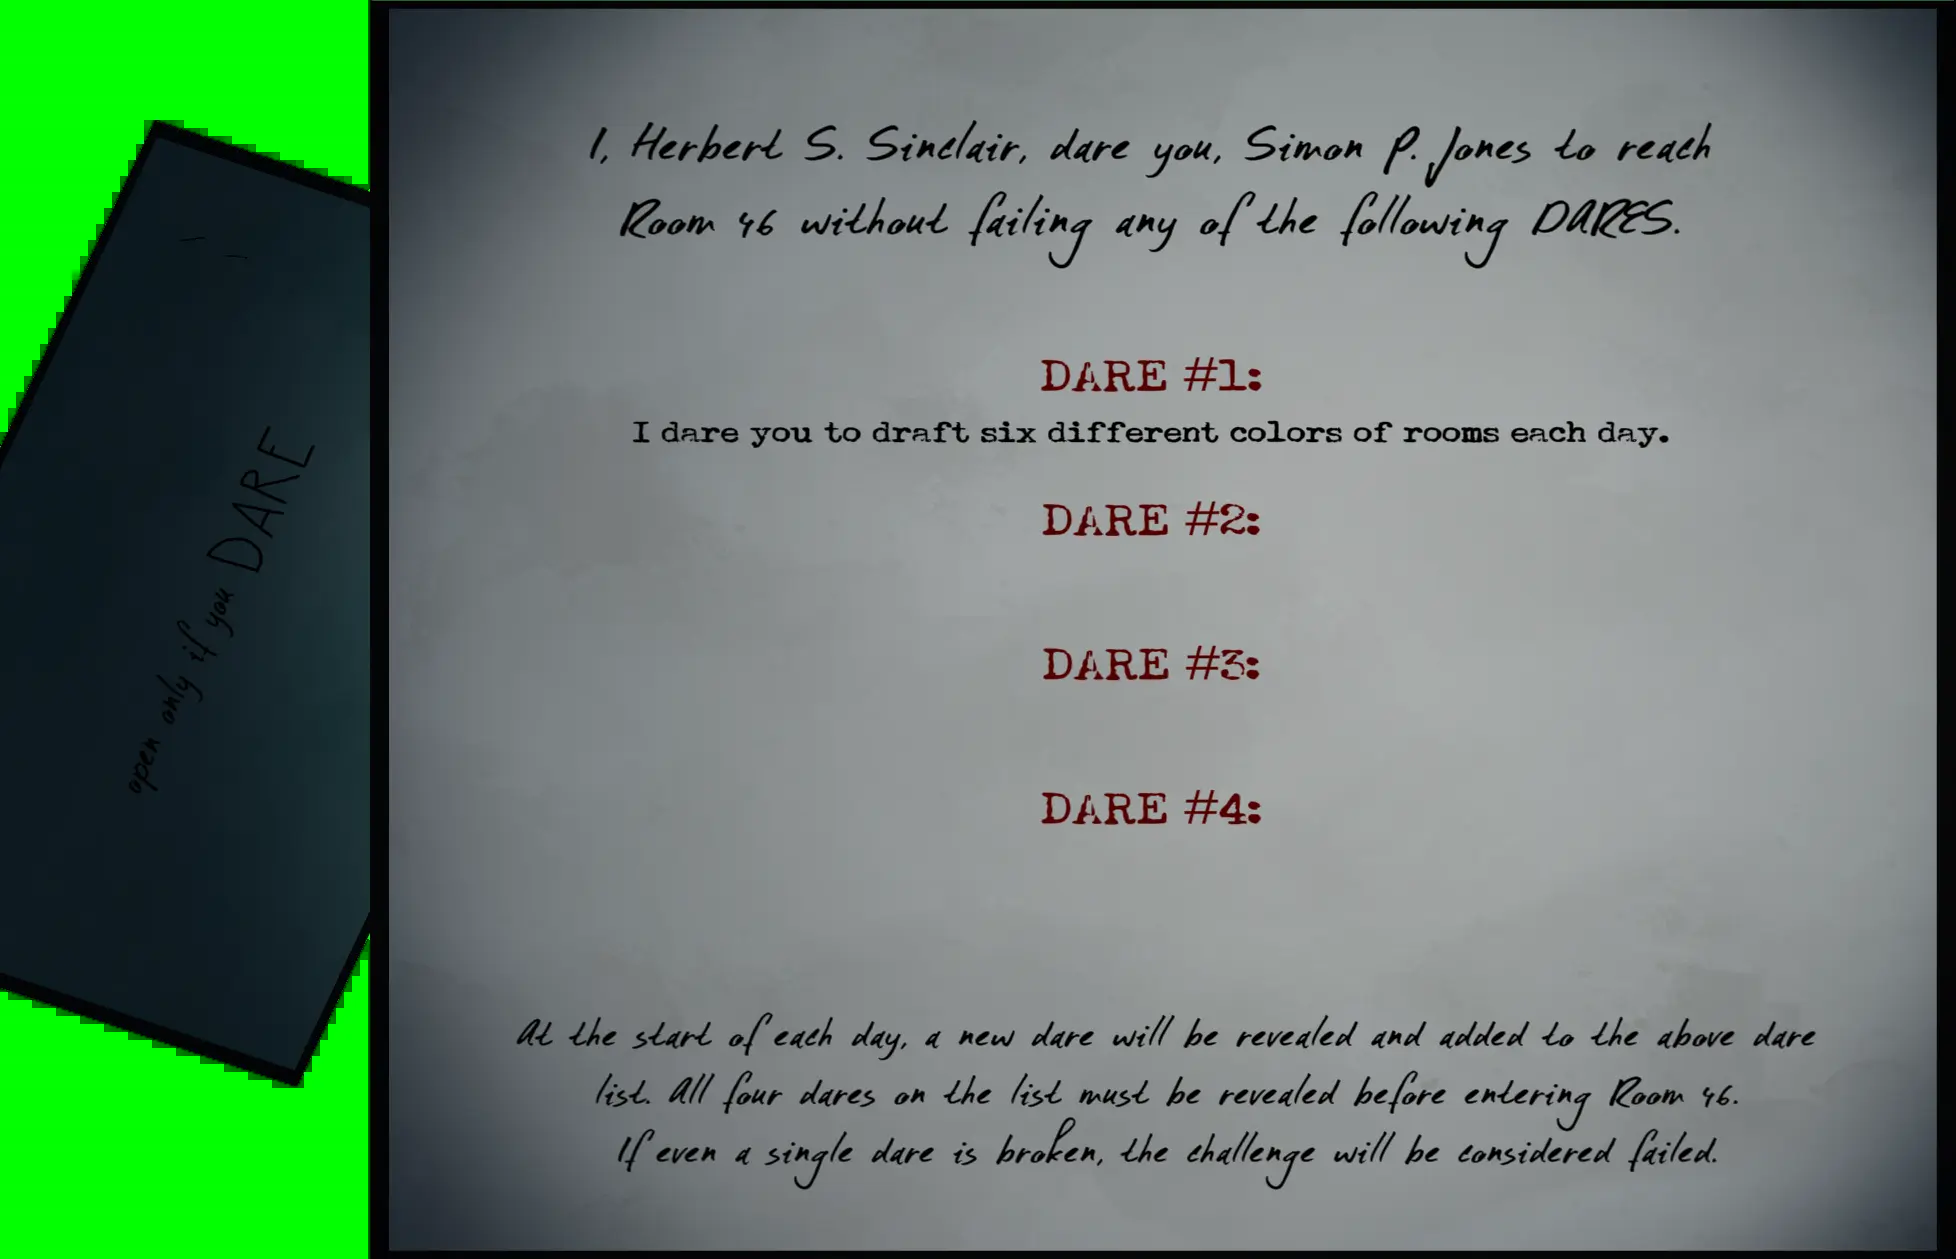 open only if you DARE
I, Herbert S. Sinclair, dare you, Simon P. Jones to reach
Room 46 without failing any of the following DARES.
DARE #1:
I dare you to draft six different colors of rooms each day.
DARE #2:
DARE #3:
DARE #4:
At the start of each day, a new dare will be revealed and added to the above dare
list. All four dares on the list must be revealed before entering Room 46.
If even a single dare is broken, the challenge will be considered failed.